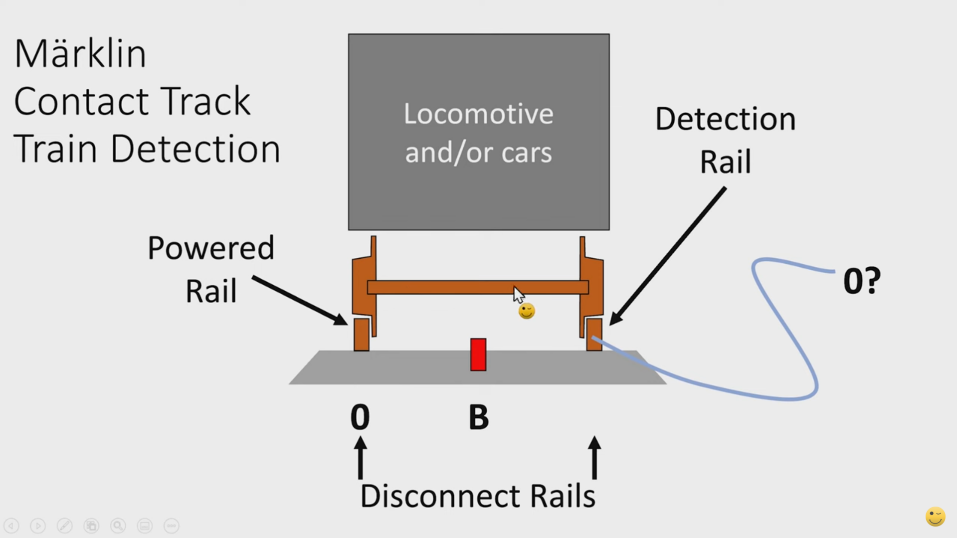 Märklin
Contact Track
Train Detection
Locomotive
and/or cars
Detection
Rail
Powered
Rail
0?
0
B
Disconnect Rails